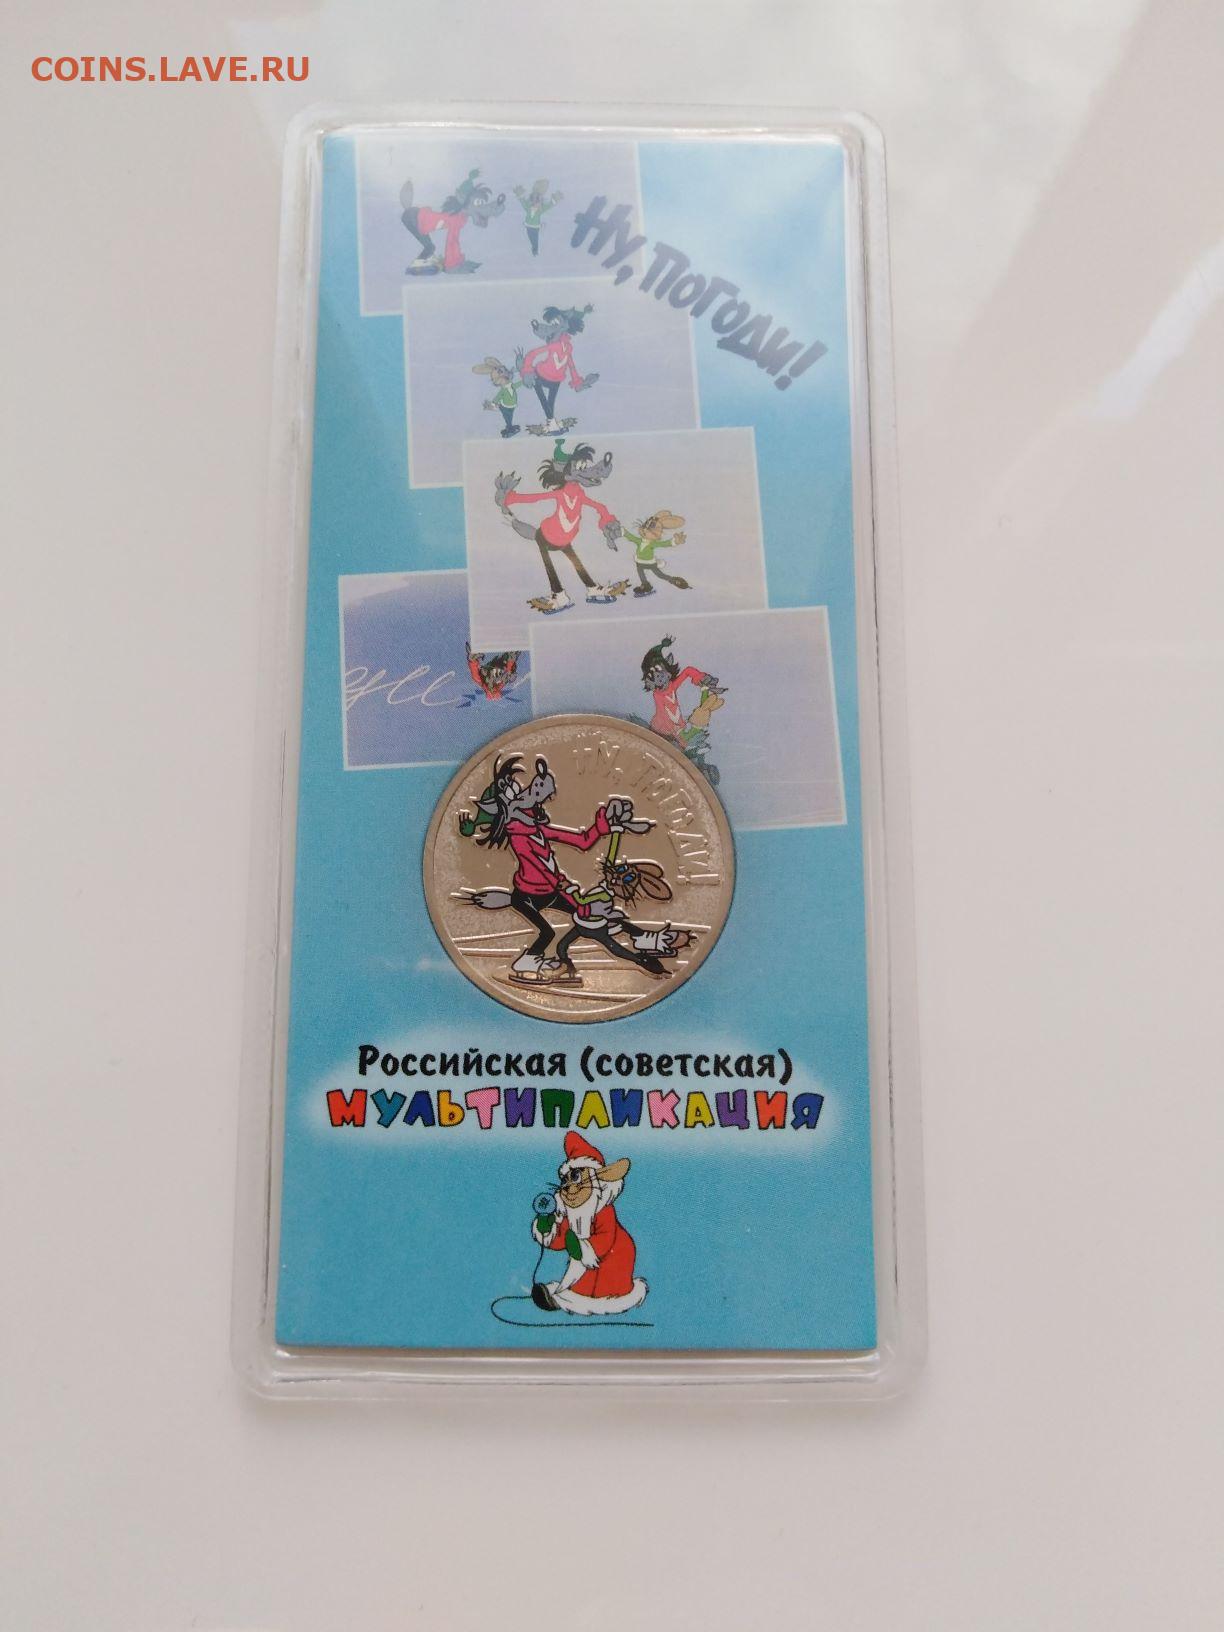 COINS.LAVE.RU
Ну, погоди!
Ну, погоди!
Российская (советская)
мультипликация